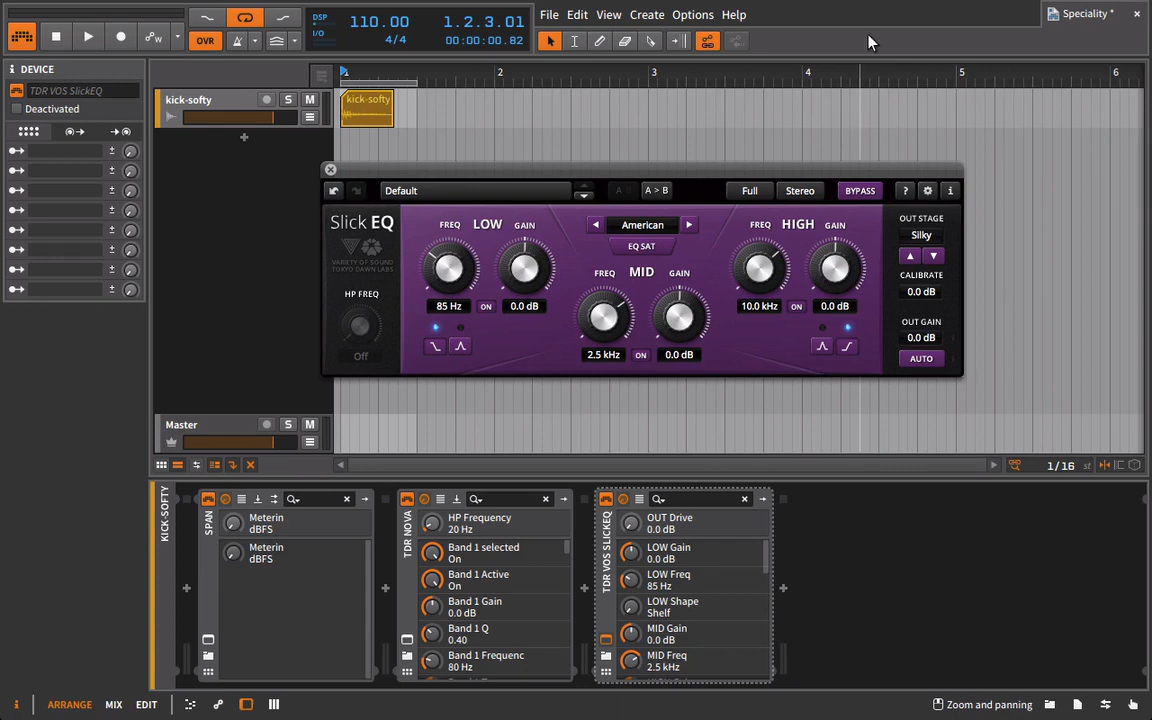 DSP
I/O
110.00
4/4
1.2.3.01
00:00:00.82
File Edit View Create Options Help
Speciality *
OVR
i DEVICE
TDR VOS SlickEQ
Deactivated
1 2 3 4 5 6
kick-softy
S M
kick-softy
Default
A > B
Full
Stereo
BYPASS
? i
Slick EQ
VARIETY OF SOUND
TOKYO DAWN LABS
HP FREQ
Off
FREQ LOW GAIN
85 Hz ON 0.0 dB
American
EQ SAT
FREQ MID GAIN
2.5 kHz ON 0.0 dB
FREQ HIGH GAIN
10.0 kHz ON 0.0 dB
OUT STAGE
Silky
CALIBRATE
0.0 dB
OUT GAIN
0.0 dB
AUTO
Master
S M
1/16 st
KICK-SOFTY
SPAN
Meterin
dBFS
Meterin
dBFS
TDR NOVA
HP Frequency
20 Hz
Band 1 selected
On
Band 1 Active
On
Band 1 Gain
0.0 dB
Band 1 Q
0.40
Band 1 Frequenc
80 Hz
TDR VOS SLICKEQ
OUT Drive
0.0 dB
LOW Gain
0.0 dB
LOW Freq
85 Hz
LOW Shape
Shelf
MID Gain
0.0 dB
MID Freq
2.5 kHz
i ARRANGE MIX EDIT
Zoom and panning